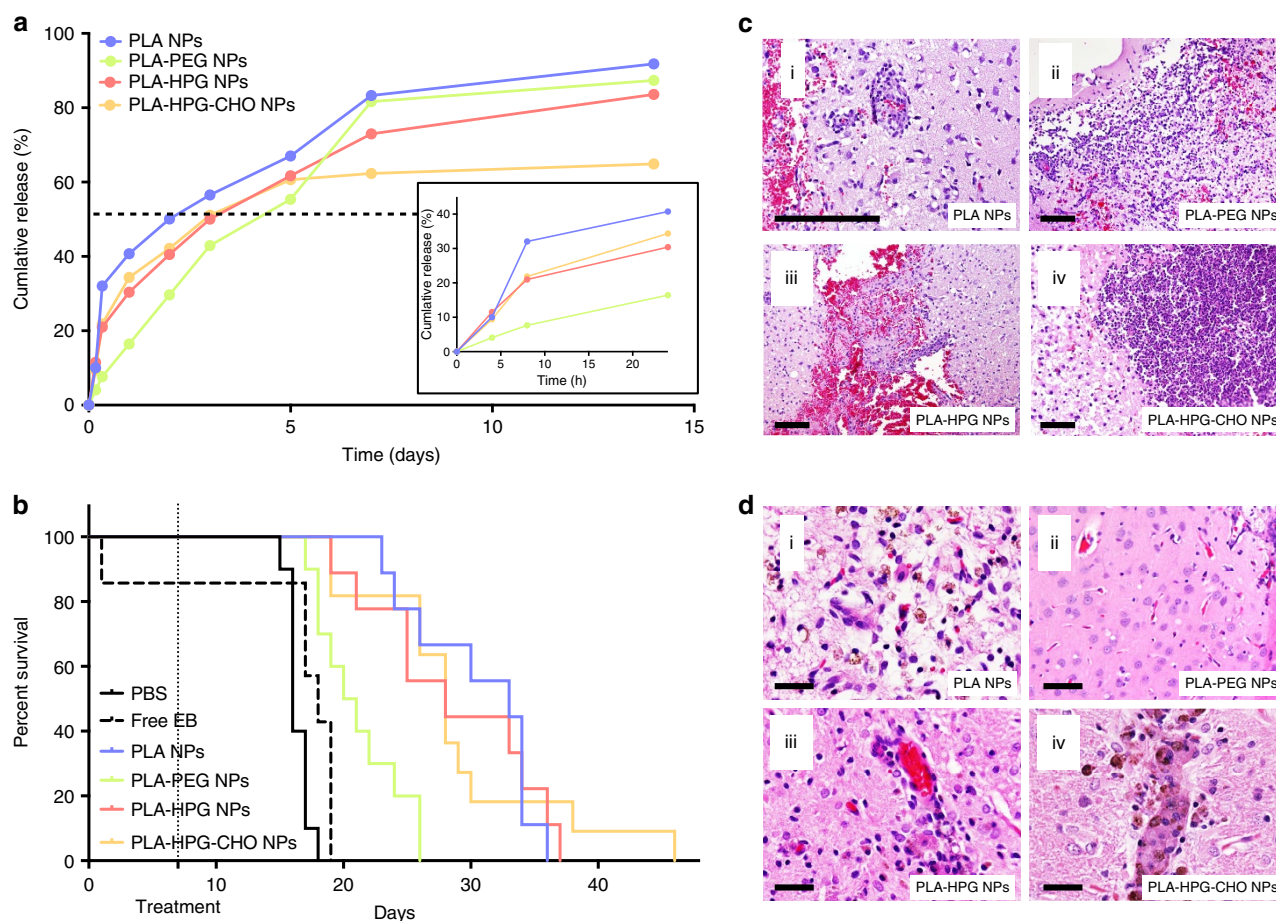 a
100
80
60
40
20
0
Cumlative release (%)
PLA NPs
PLA-PEG NPs
PLA-HPG NPs
PLA-HPG-CHO NPs
0
5
10
15
Time (days)
40
30
20
10
0
Cumlative release (%)
0
5
10
15
20
Time (h)
b
100
80
60
40
20
0
Percent survival
PBS
Free EB
PLA NPs
PLA-PEG NPs
PLA-HPG NPs
PLA-HPG-CHO NPs
0
10
20
30
40
Treatment
Days
c
i
PLA NPs
ii
PLA-PEG NPs
iii
PLA-HPG NPs
iv
PLA-HPG-CHO NPs
d
i
PLA NPs
ii
PLA-PEG NPs
iii
PLA-HPG NPs
iv
PLA-HPG-CHO NPs